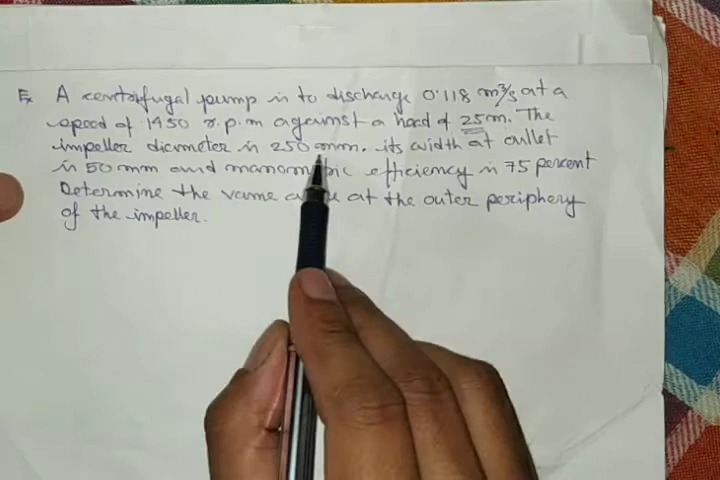 Ex A centrifugal pump is to discharge 0.118 m³/s at a
speed of 1450 r.p.m against a head of 25m. The
impeller diameter is 250 mm, its width at outlet
is 50 mm and manometric efficiency is 75 percent
Determine the vane at the outer periphery
of the impeller.